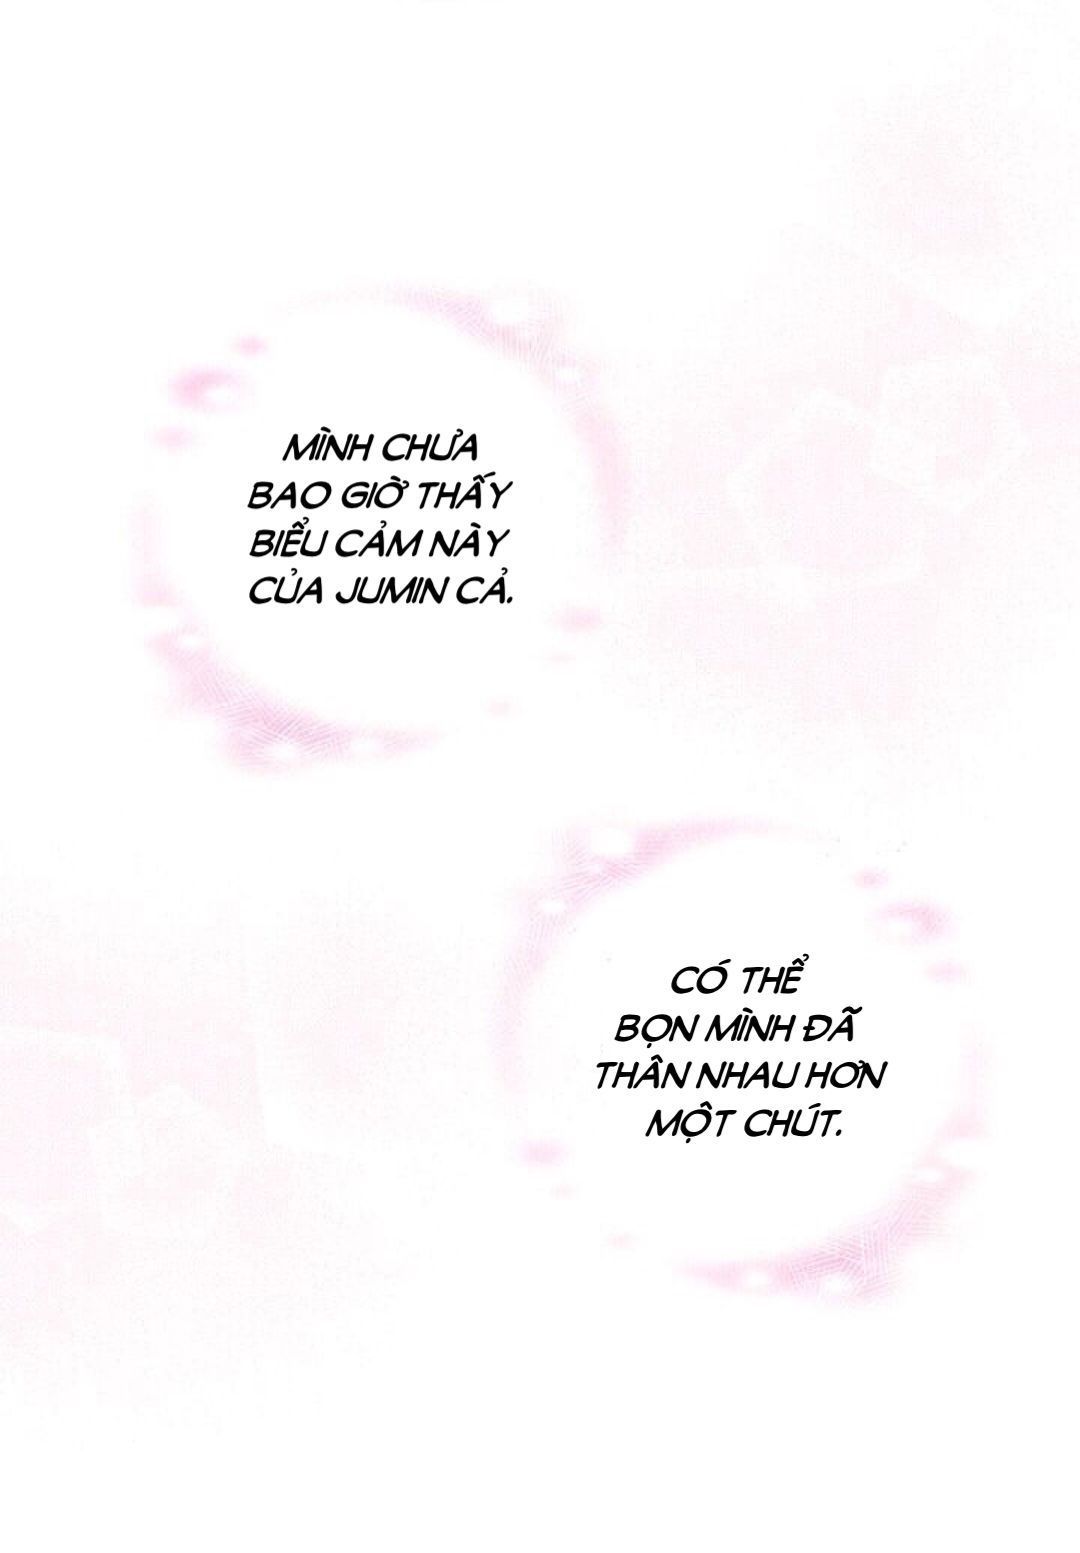 MÌNH CHƯA
BAO GIỜ THẤY
BIỂU CẢM NÀY
CỦA JUMIN CẢ.
CÓ THỂ
BỌN MÌNH ĐÃ
THÂN NHAU HƠN
MỘT CHÚT.